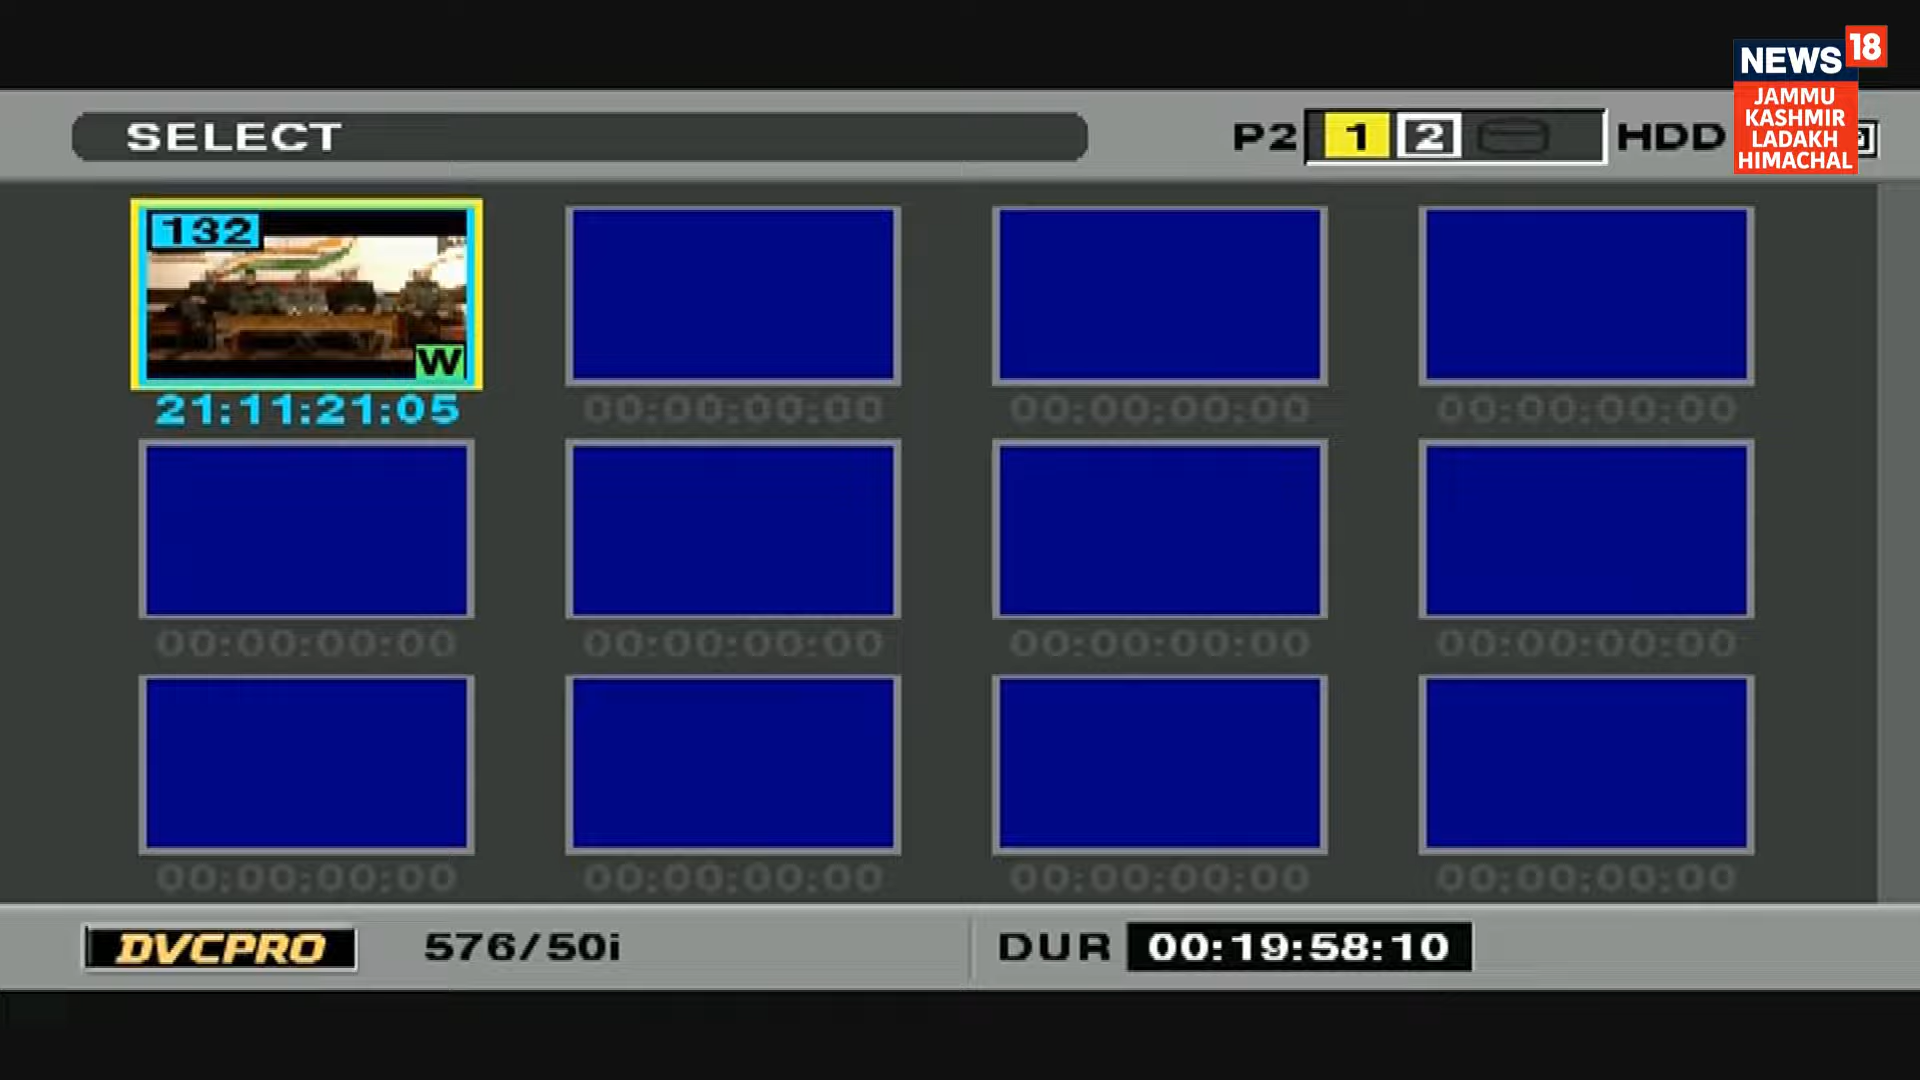 NEWS 18
JAMMU
KASHMIR
LADAKH
HIMACHAL
SELECT
P2 1 2 HDD
132
W
21:11:21:05 00:00:00:00 00:00:00:00 00:00:00:00
00:00:00:00 00:00:00:00 00:00:00:00 00:00:00:00
00:00:00:00 00:00:00:00 00:00:00:00 00:00:00:00
DVCPRO 576/50i DUR 00:19:58:10